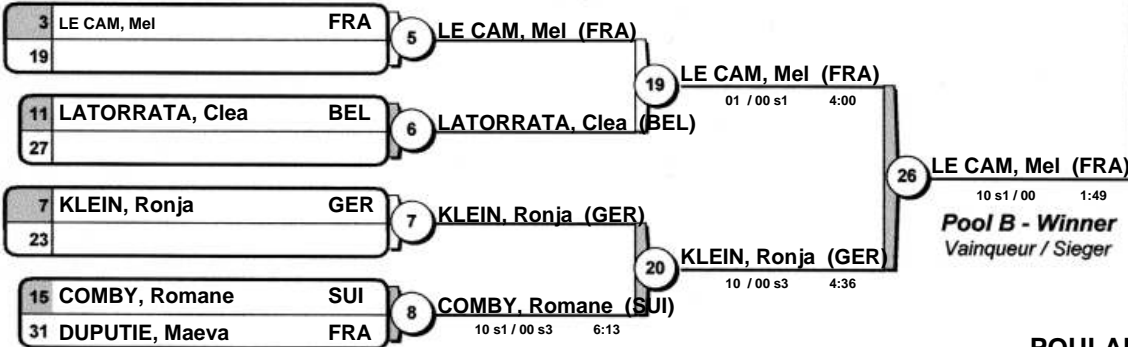 3 LE CAM, Mel FRA
19
5 LE CAM, Mel (FRA)
11 LATORRATA, Clea BEL
27
6 LATORRATA, Clea (BEL)
19 LE CAM, Mel (FRA)
01 / 00 s1 4:00
7 KLEIN, Ronja GER
23
7 KLEIN, Ronja (GER)
15 COMBY, Romane SUI
31 DUPUTIE, Maeva FRA
8 COMBY, Romane (SUI)
10 s1 / 00 s3 6:13
20 KLEIN, Ronja (GER)
10 / 00 s3 4:36
26 LE CAM, Mel (FRA)
10 s1 / 00 1:49
Pool B - Winner
Vainqueur / Sieger